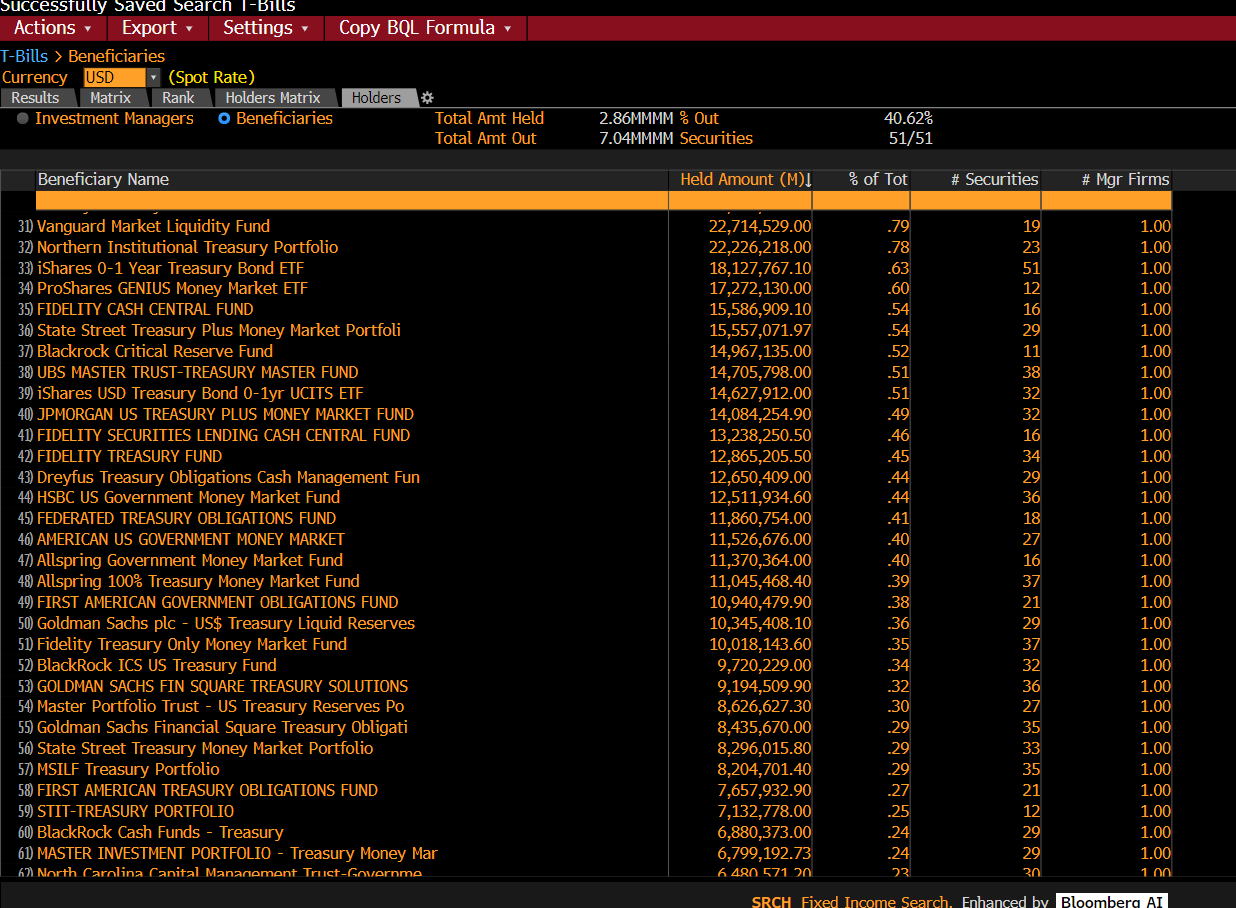 Successfully Saved Search T-Bills
Actions Export Settings Copy BQL Formula
T-Bills > Beneficiaries
Currency USD (Spot Rate)
Results Matrix Rank Holders Matrix Holders
Investment Managers Beneficiaries Total Amt Held 2.86MMMM % Out 40.62%
Total Amt Out 7.04MMMM Securities 51/51
Beneficiary Name Held Amount (M)↓ % of Tot # Securities # Mgr Firms
31) Vanguard Market Liquidity Fund 22,714,529.00 .79 19 1.00
32) Northern Institutional Treasury Portfolio 22,226,218.00 .78 23 1.00
33) iShares 0-1 Year Treasury Bond ETF 18,127,767.10 .63 51 1.00
34) ProShares GENIUS Money Market ETF 17,272,130.00 .60 12 1.00
35) FIDELITY CASH CENTRAL FUND 15,586,909.10 .54 16 1.00
36) State Street Treasury Plus Money Market Portfoli 15,557,071.97 .54 29 1.00
37) Blackrock Critical Reserve Fund 14,967,135.00 .52 11 1.00
38) UBS MASTER TRUST-TREASURY MASTER FUND 14,705,798.00 .51 38 1.00
39) iShares USD Treasury Bond 0-1yr UCITS ETF 14,627,912.00 .51 32 1.00
40) JPMORGAN US TREASURY PLUS MONEY MARKET FUND 14,084,254.90 .49 32 1.00
41) FIDELITY SECURITIES LENDING CASH CENTRAL FUND 13,238,250.50 .46 16 1.00
42) FIDELITY TREASURY FUND 12,865,205.50 .45 34 1.00
43) Dreyfus Treasury Obligations Cash Management Fun 12,650,409.00 .44 29 1.00
44) HSBC US Government Money Market Fund 12,511,934.60 .44 36 1.00
45) FEDERATED TREASURY OBLIGATIONS FUND 11,860,754.00 .41 18 1.00
46) AMERICAN US GOVERNMENT MONEY MARKET 11,526,676.00 .40 27 1.00
47) Allspring Government Money Market Fund 11,370,364.00 .40 16 1.00
48) Allspring 100% Treasury Money Market Fund 11,045,468.40 .39 37 1.00
49) FIRST AMERICAN GOVERNMENT OBLIGATIONS FUND 10,940,479.90 .38 21 1.00
50) Goldman Sachs plc - US$ Treasury Liquid Reserves 10,345,408.10 .36 29 1.00
51) Fidelity Treasury Only Money Market Fund 10,018,143.60 .35 37 1.00
52) BlackRock ICS US Treasury Fund 9,720,229.00 .34 32 1.00
53) GOLDMAN SACHS FIN SQUARE TREASURY SOLUTIONS 9,194,509.90 .32 36 1.00
54) Master Portfolio Trust - US Treasury Reserves Po 8,626,627.30 .30 27 1.00
55) Goldman Sachs Financial Square Treasury Obligati 8,435,670.00 .29 35 1.00
56) State Street Treasury Money Market Portfolio 8,296,015.80 .29 33 1.00
57) MSILF Treasury Portfolio 8,204,701.40 .29 35 1.00
58) FIRST AMERICAN TREASURY OBLIGATIONS FUND 7,657,932.90 .27 21 1.00
59) STIT-TREASURY PORTFOLIO 7,132,778.00 .25 12 1.00
60) BlackRock Cash Funds - Treasury 6,880,373.00 .24 29 1.00
61) MASTER INVESTMENT PORTFOLIO - Treasury Money Mar 6,799,192.73 .24 29 1.00
62) North Carolina Capital Management Trust-Governme 6,480,571.20 .23 30 1.00
SRCH Fixed Income Search. Enhanced by Bloomberg AI